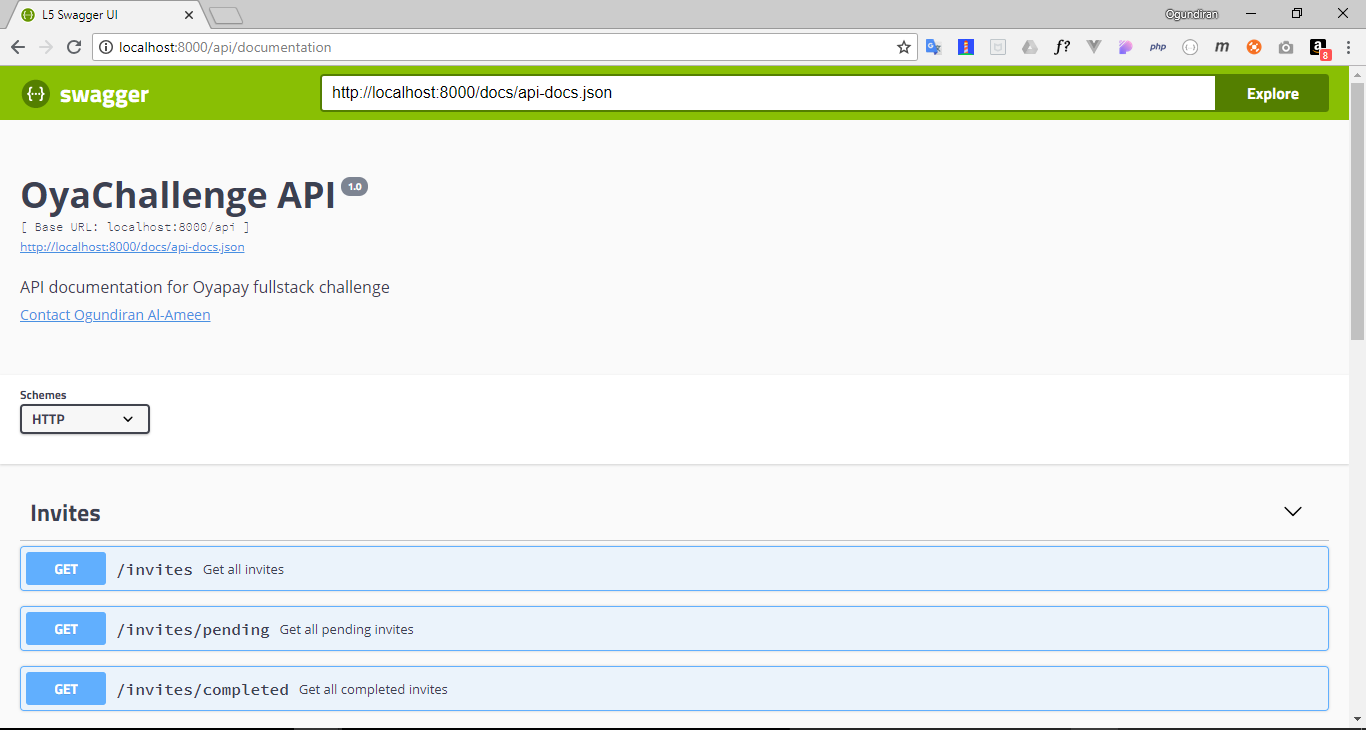 L5 Swagger UI
Ogundiran
localhost:8000/api/documentation
f?
php
m
a
8
{··}
swagger
http://localhost:8000/docs/api-docs.json
Explore
OyaChallenge API 1.0
[ Base URL: localhost:8000/api ]
http://localhost:8000/docs/api-docs.json
API documentation for Oyapay fullstack challenge
Contact Ogundiran Al-Ameen
Schemes
HTTP
Invites
GET /invites Get all invites
GET /invites/pending Get all pending invites
GET /invites/completed Get all completed invites